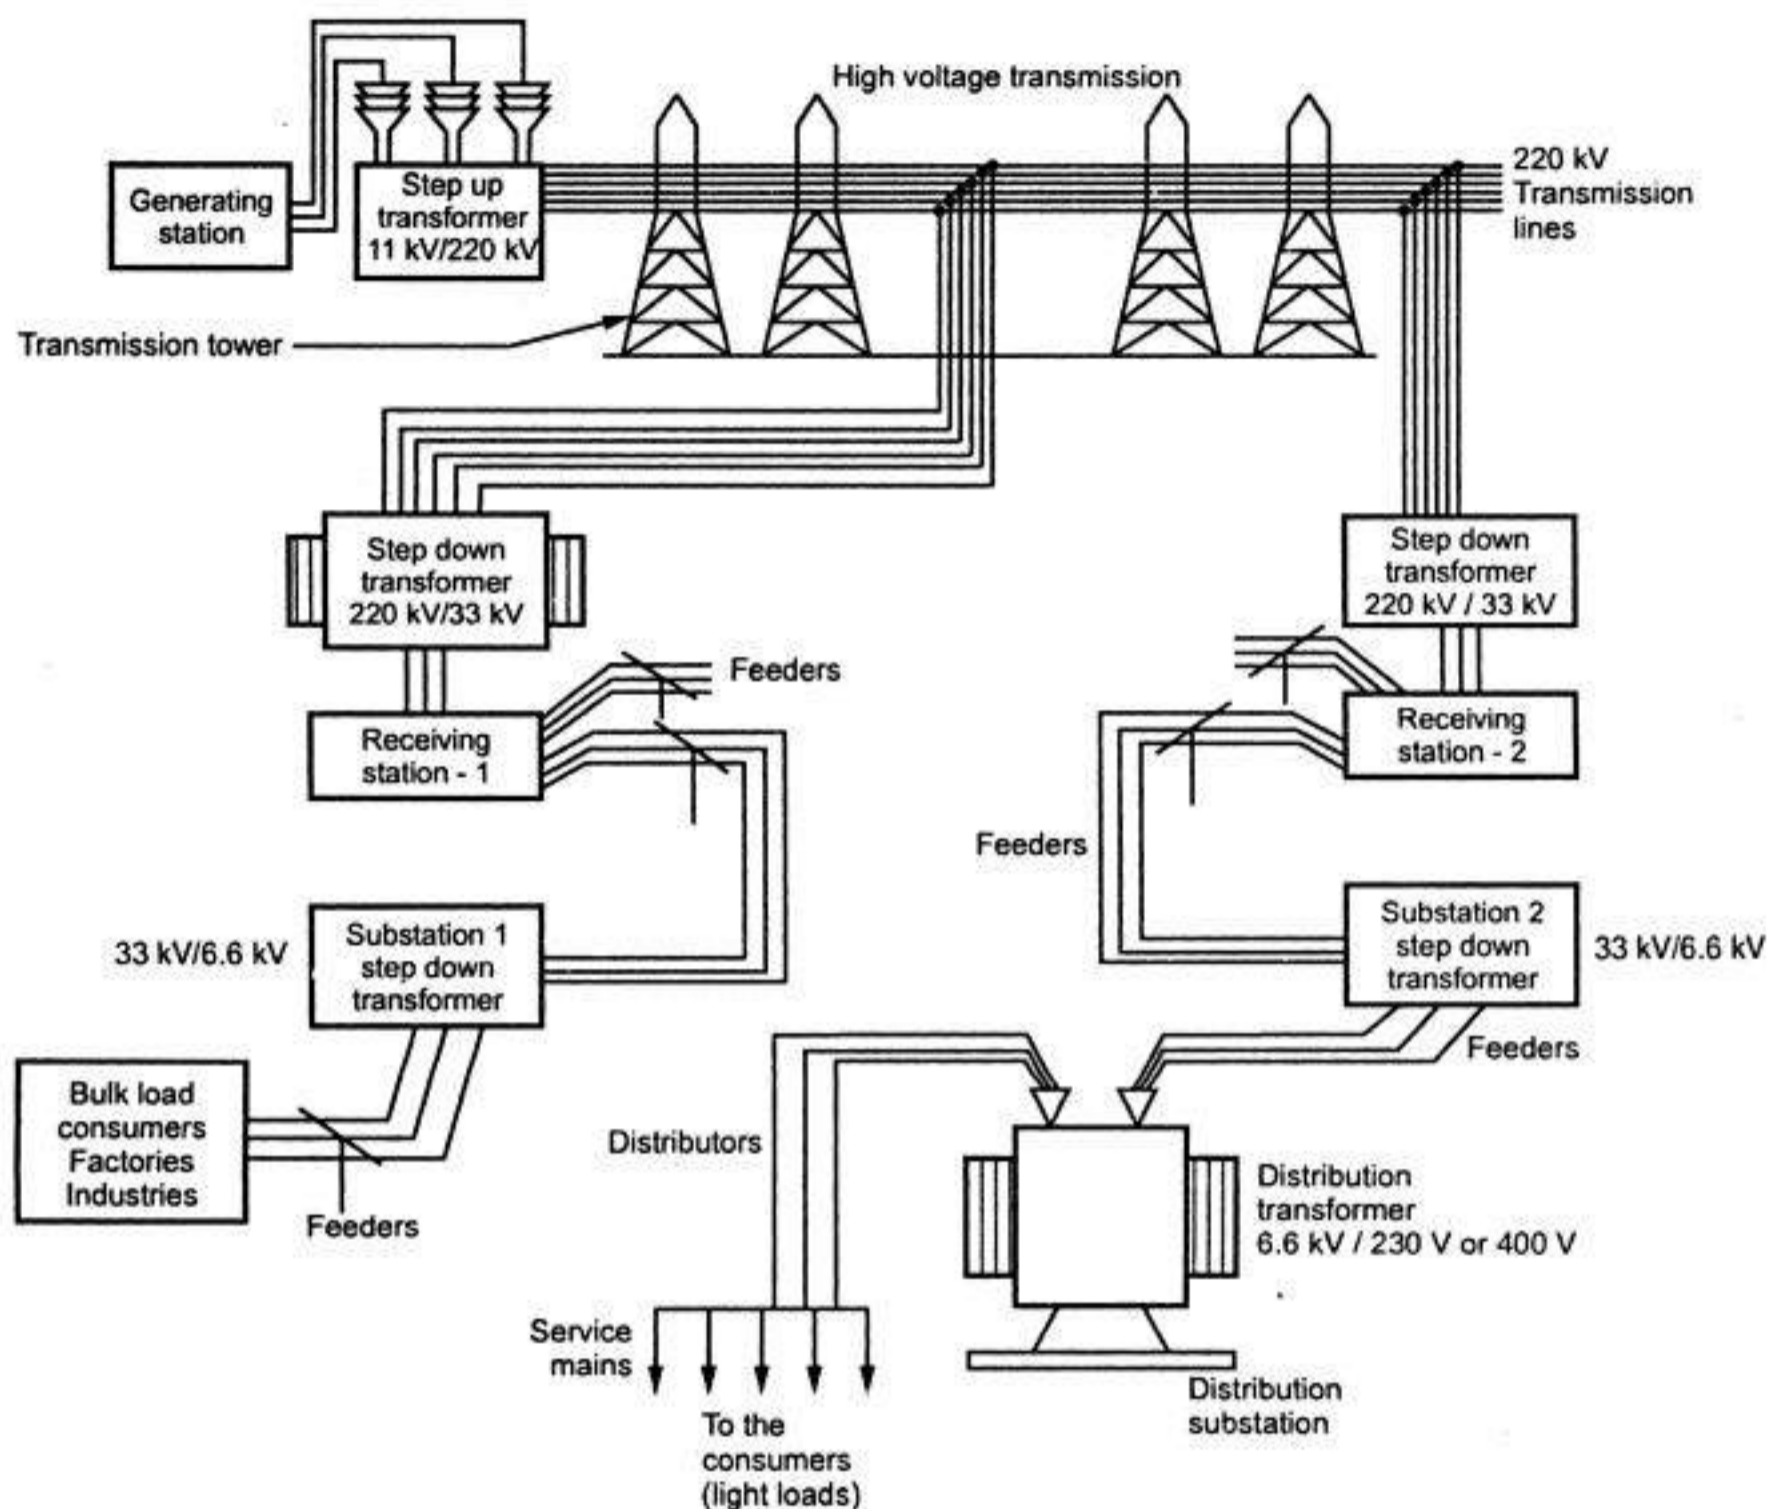 High voltage transmission
Generating
station
Step up
transformer
11 kV/220 kV
220 kV
Transmission
lines
Transmission tower
Step down
transformer
220 kV/33 kV
Step down
transformer
220 kV / 33 kV
Feeders
Receiving
station - 1
Receiving
station - 2
Feeders
33 kV/6.6 kV
Substation 1
step down
transformer
Substation 2
step down
transformer
33 kV/6.6 kV
Feeders
Bulk load
consumers
Factories
Industries
Feeders
Distributors
Distribution
transformer
6.6 kV / 230 V or 400 V
Service
mains
Distribution
substation
To the
consumers
(light loads)